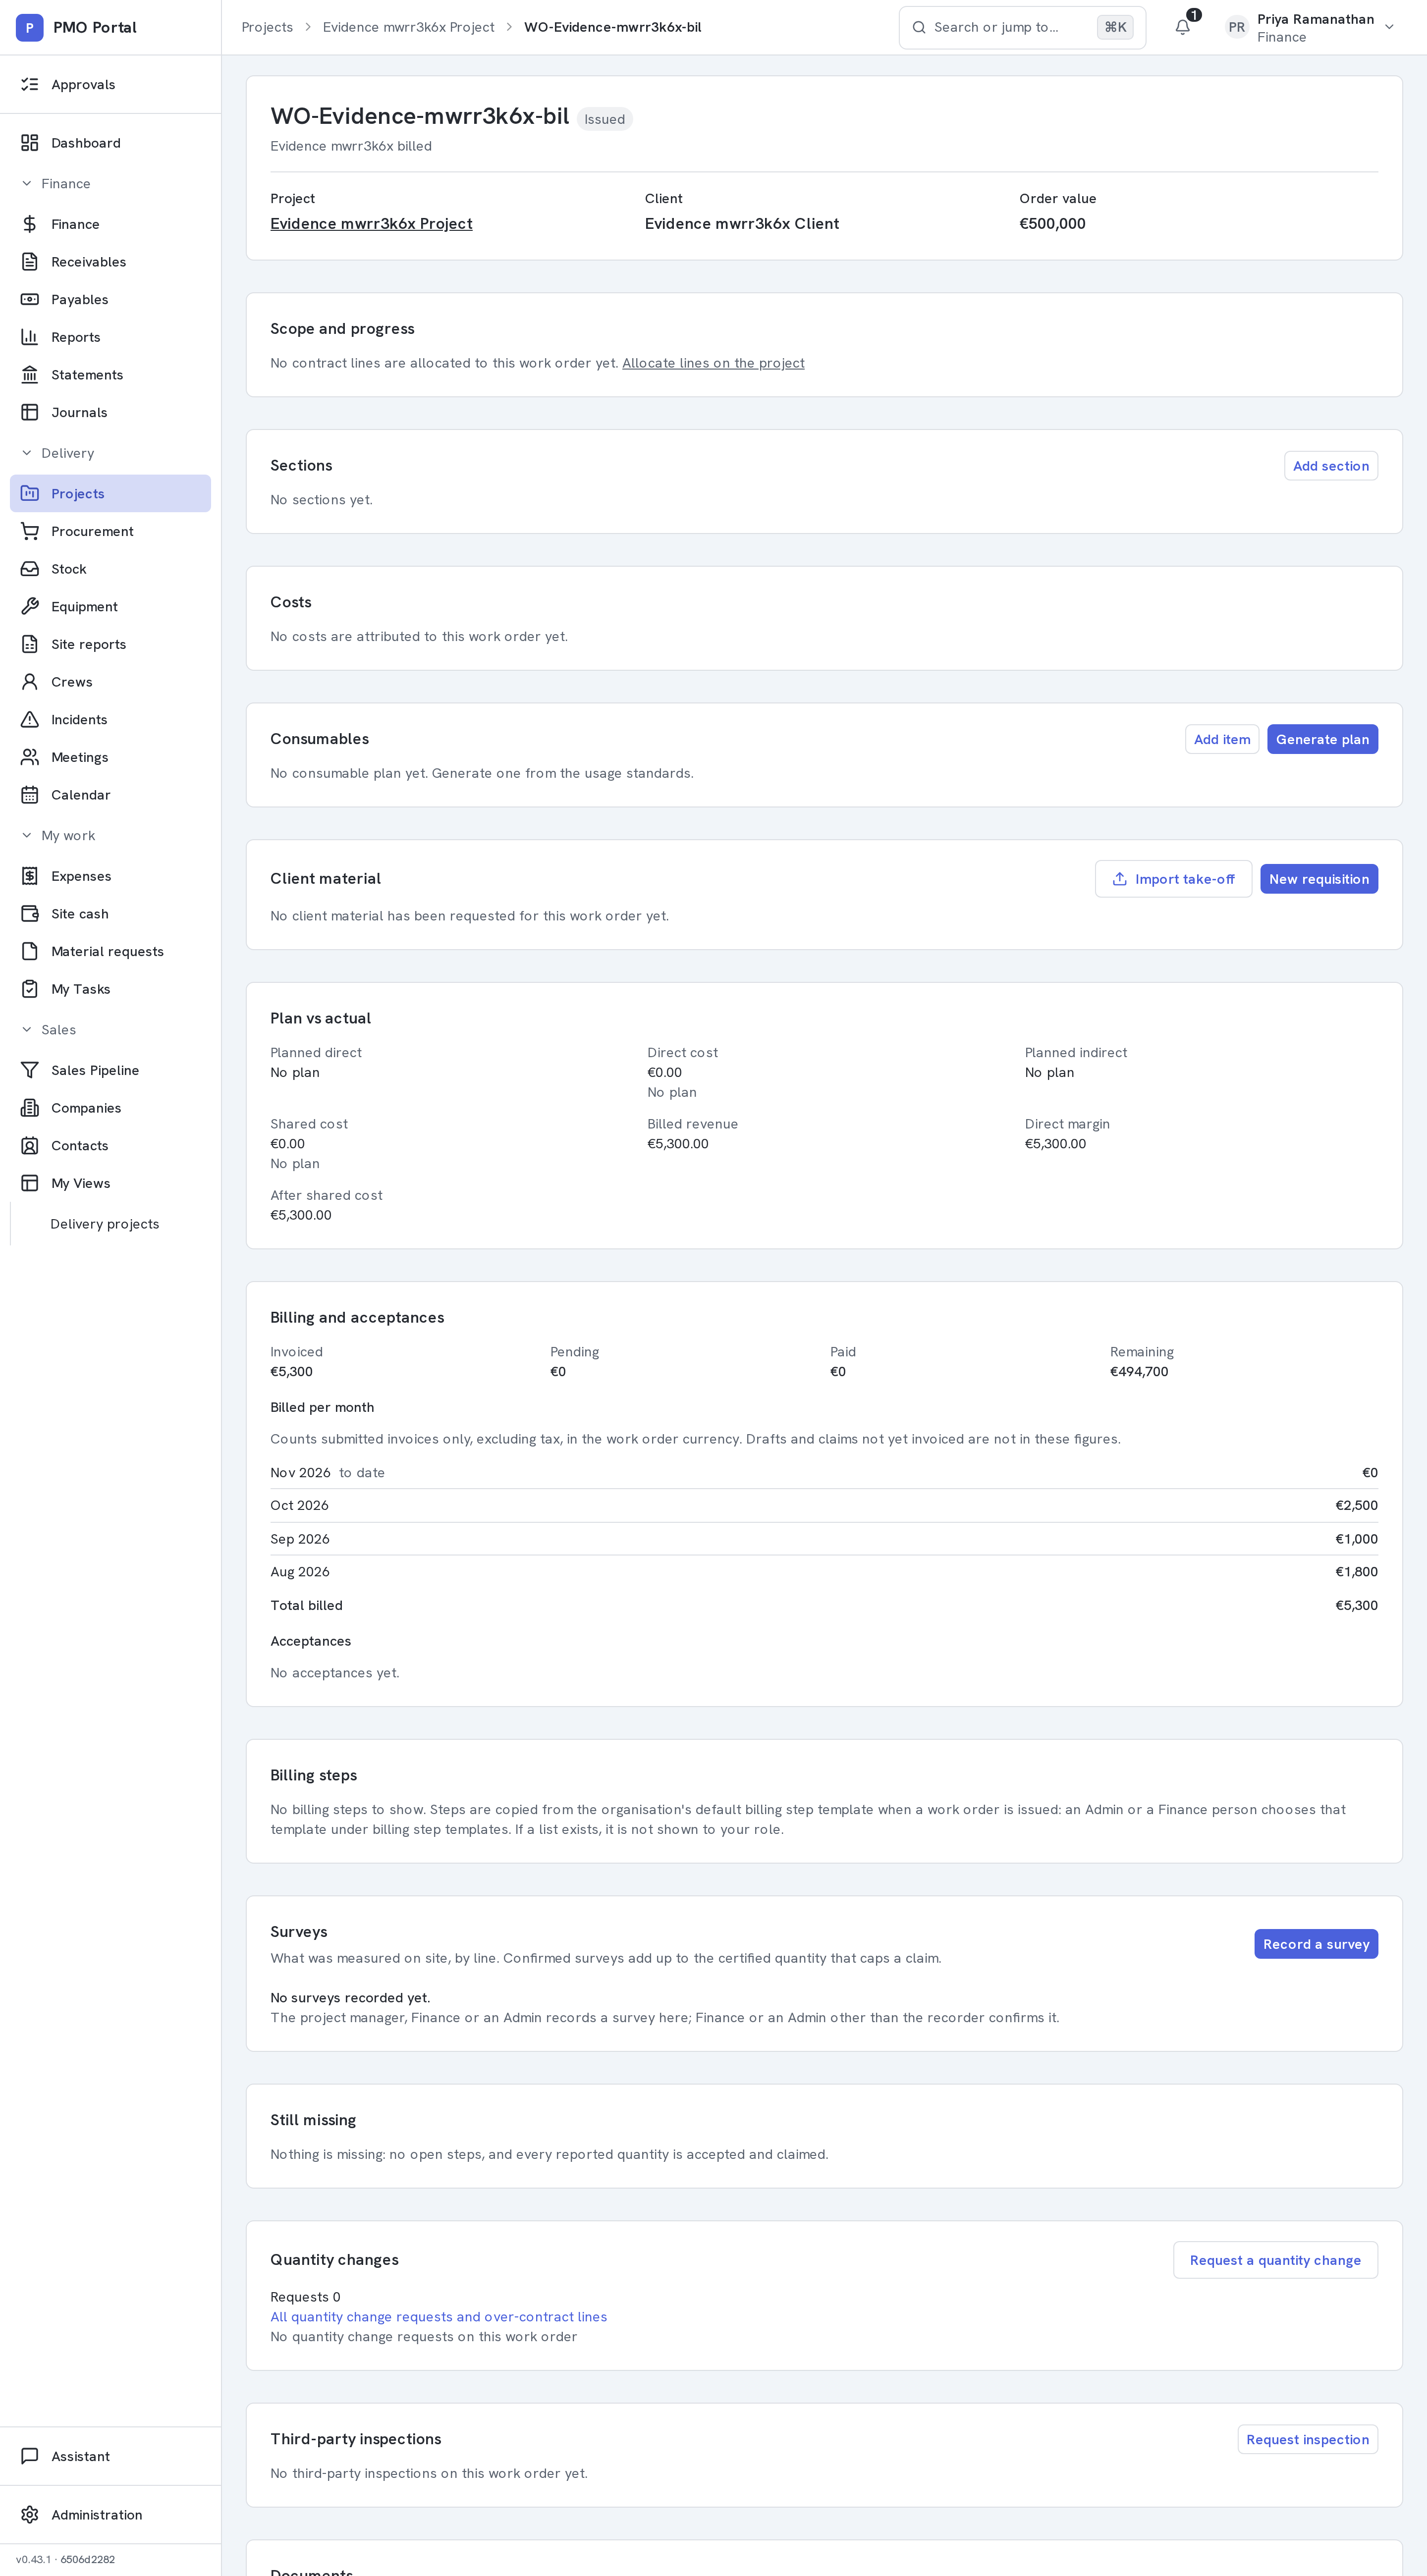 P PMO Portal
Projects > Evidence mwrr3k6x Project > WO-Evidence-mwrr3k6x-bil
Search or jump to...
⌘K
1
PR
Priya Ramanathan
Finance
Approvals
Dashboard
Finance
Finance
Receivables
Payables
Reports
Statements
Journals
Delivery
Projects
Procurement
Stock
Equipment
Site reports
Crews
Incidents
Meetings
Calendar
My work
Expenses
Site cash
Material requests
My Tasks
Sales
Sales Pipeline
Companies
Contacts
My Views
Delivery projects
Assistant
Administration
v0.43.1 · 6506d2282
WO-Evidence-mwrr3k6x-bil Issued
Evidence mwrr3k6x billed
Project Client Order value
Evidence mwrr3k6x Project Evidence mwrr3k6x Client €500,000
Scope and progress
No contract lines are allocated to this work order yet. Allocate lines on the project
Sections Add section
No sections yet.
Costs
No costs are attributed to this work order yet.
Consumables Add item Generate plan
No consumable plan yet. Generate one from the usage standards.
Client material Import take-off New requisition
No client material has been requested for this work order yet.
Plan vs actual
Planned direct Direct cost Planned indirect
No plan €0.00 No plan
No plan
Shared cost Billed revenue Direct margin
€0.00 €5,300.00 €5,300.00
No plan
After shared cost
€5,300.00
Billing and acceptances
Invoiced Pending Paid Remaining
€5,300 €0 €0 €494,700
Billed per month
Counts submitted invoices only, excluding tax, in the work order currency. Drafts and claims not yet invoiced are not in these figures.
Nov 2026 to date €0
Oct 2026 €2,500
Sep 2026 €1,000
Aug 2026 €1,800
Total billed €5,300
Acceptances
No acceptances yet.
Billing steps
No billing steps to show. Steps are copied from the organisation's default billing step template when a work order is issued: an Admin or a Finance person chooses that
template under billing step templates. If a list exists, it is not shown to your role.
Surveys
What was measured on site, by line. Confirmed surveys add up to the certified quantity that caps a claim.
Record a survey
No surveys recorded yet.
The project manager, Finance or an Admin records a survey here; Finance or an Admin other than the recorder confirms it.
Still missing
Nothing is missing: no open steps, and every reported quantity is accepted and claimed.
Quantity changes Request a quantity change
Requests 0
All quantity change requests and over-contract lines
No quantity change requests on this work order
Third-party inspections Request inspection
No third-party inspections on this work order yet.
Documents